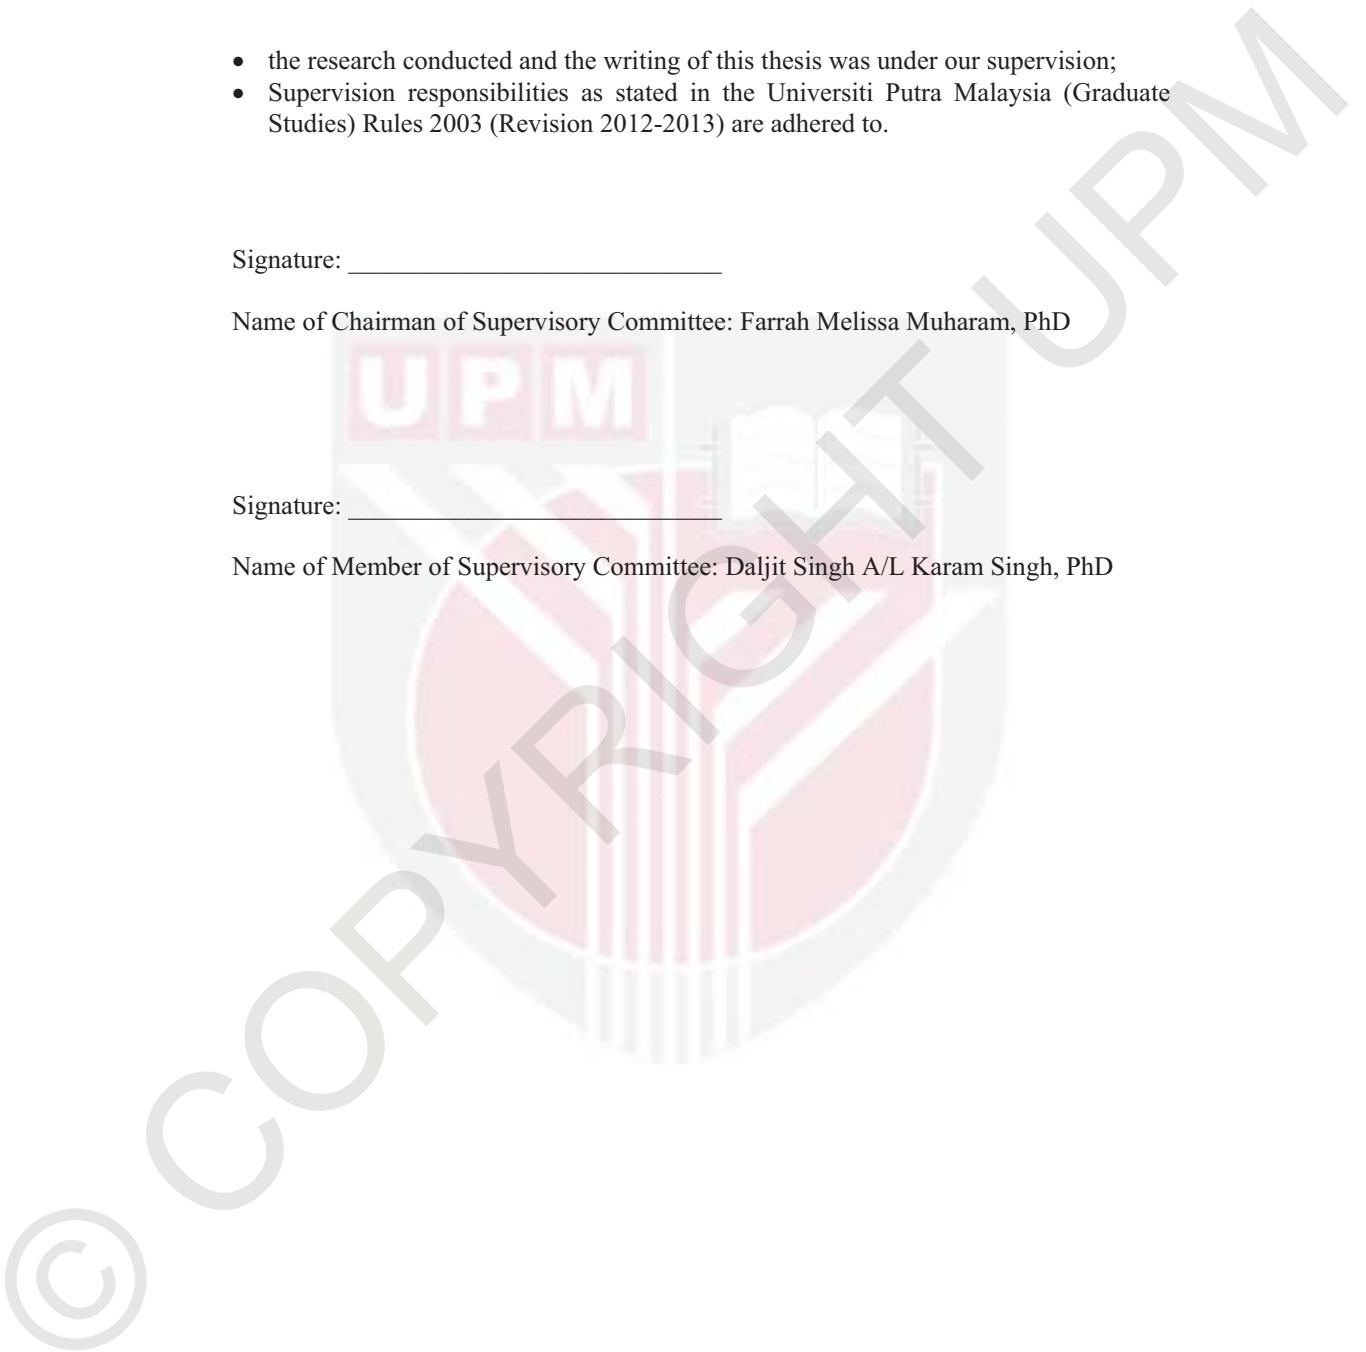 • the research conducted and the writing of this thesis was under our supervision;
• Supervision responsibilities as stated in the Universiti Putra Malaysia (Graduate
Studies) Rules 2003 (Revision 2012-2013) are adhered to.
Signature: ____________________________
Name of Chairman of Supervisory Committee: Farrah Melissa Muharam, PhD
UPM
Signature: ____________________________
Name of Member of Supervisory Committee: Daljit Singh A/L Karam Singh, PhD
© COPYRIGHT UPM